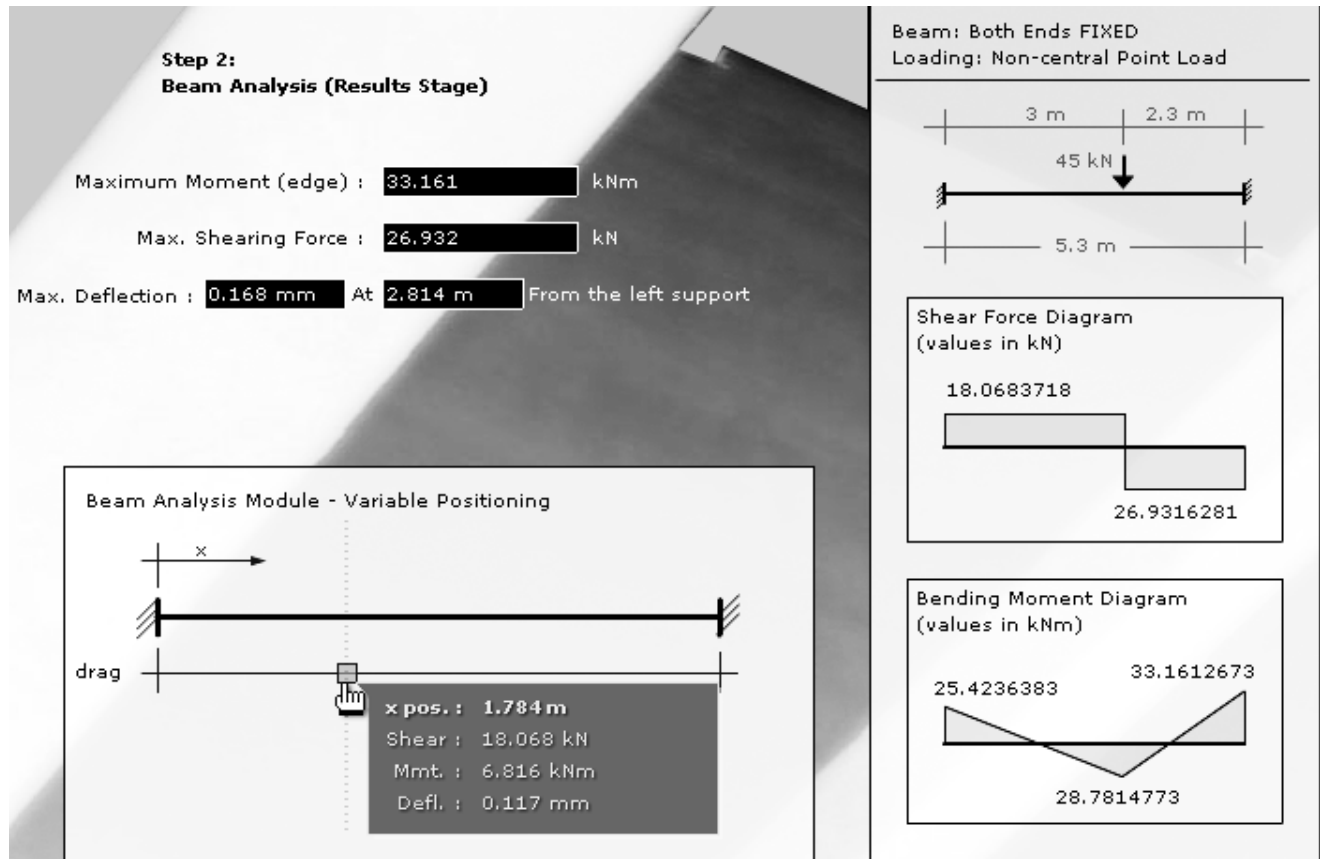 Step 2:
Beam Analysis (Results Stage)
Maximum Moment (edge) : 33.161 kNm
Max. Shearing Force : 26.932 kN
Max. Deflection : 0.168 mm At 2.814 m From the left support
Beam Analysis Module - Variable Positioning
x
drag
x pos. : 1.784 m
Shear : 18.068 kN
Mmt. : 6.816 kNm
Defl. : 0.117 mm
Beam: Both Ends FIXED
Loading: Non-central Point Load
3 m 2.3 m
45 kN
5.3 m
Shear Force Diagram
(values in kN)
18.0683718
26.9316281
Bending Moment Diagram
(values in kNm)
33.1612673
25.4236383
28.7814773